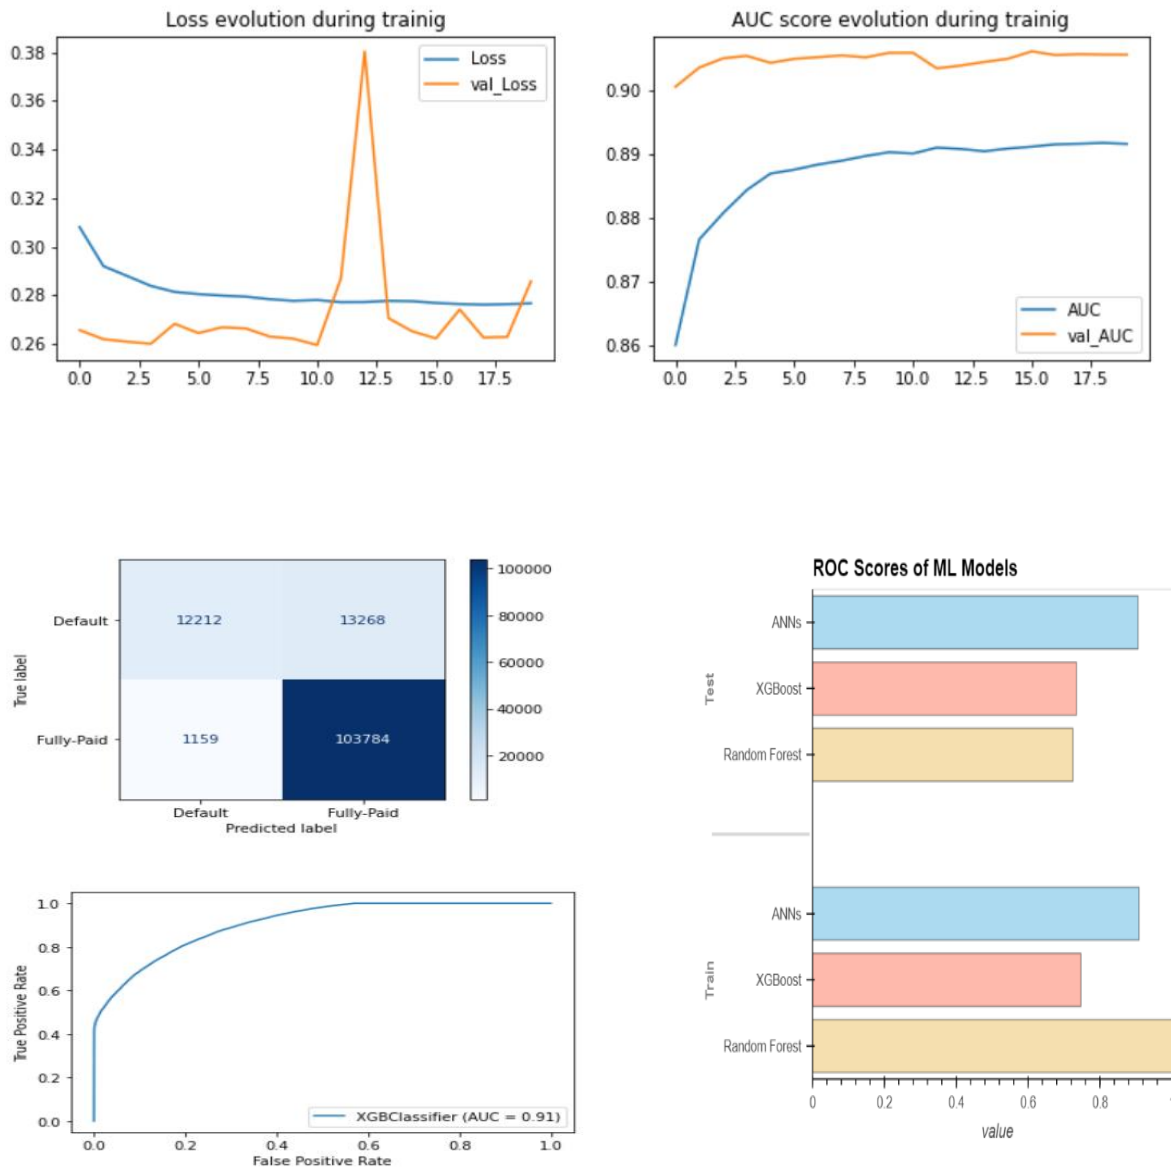 Loss evolution during trainig
0.38
0.36
0.34
0.32
0.30
0.28
0.26
Loss
val_Loss
0.0 2.5 5.0 7.5 10.0 12.5 15.0 17.5
AUC score evolution during trainig
0.90
0.89
0.88
0.87
0.86
AUC
val_AUC
0.0 2.5 5.0 7.5 10.0 12.5 15.0 17.5
True label
Default
Fully-Paid
12212 13268
1159 103784
Default Fully-Paid
Predicted label
100000
80000
60000
40000
20000
True Positive Rate
1.0
0.8
0.6
0.4
0.2
0.0
XGBClassifier (AUC = 0.91)
0.0 0.2 0.4 0.6 0.8 1.0
False Positive Rate
ROC Scores of ML Models
Test
ANNs
XGBoost
Random Forest
Train
ANNs
XGBoost
Random Forest
0 0.2 0.4 0.6 0.8
value